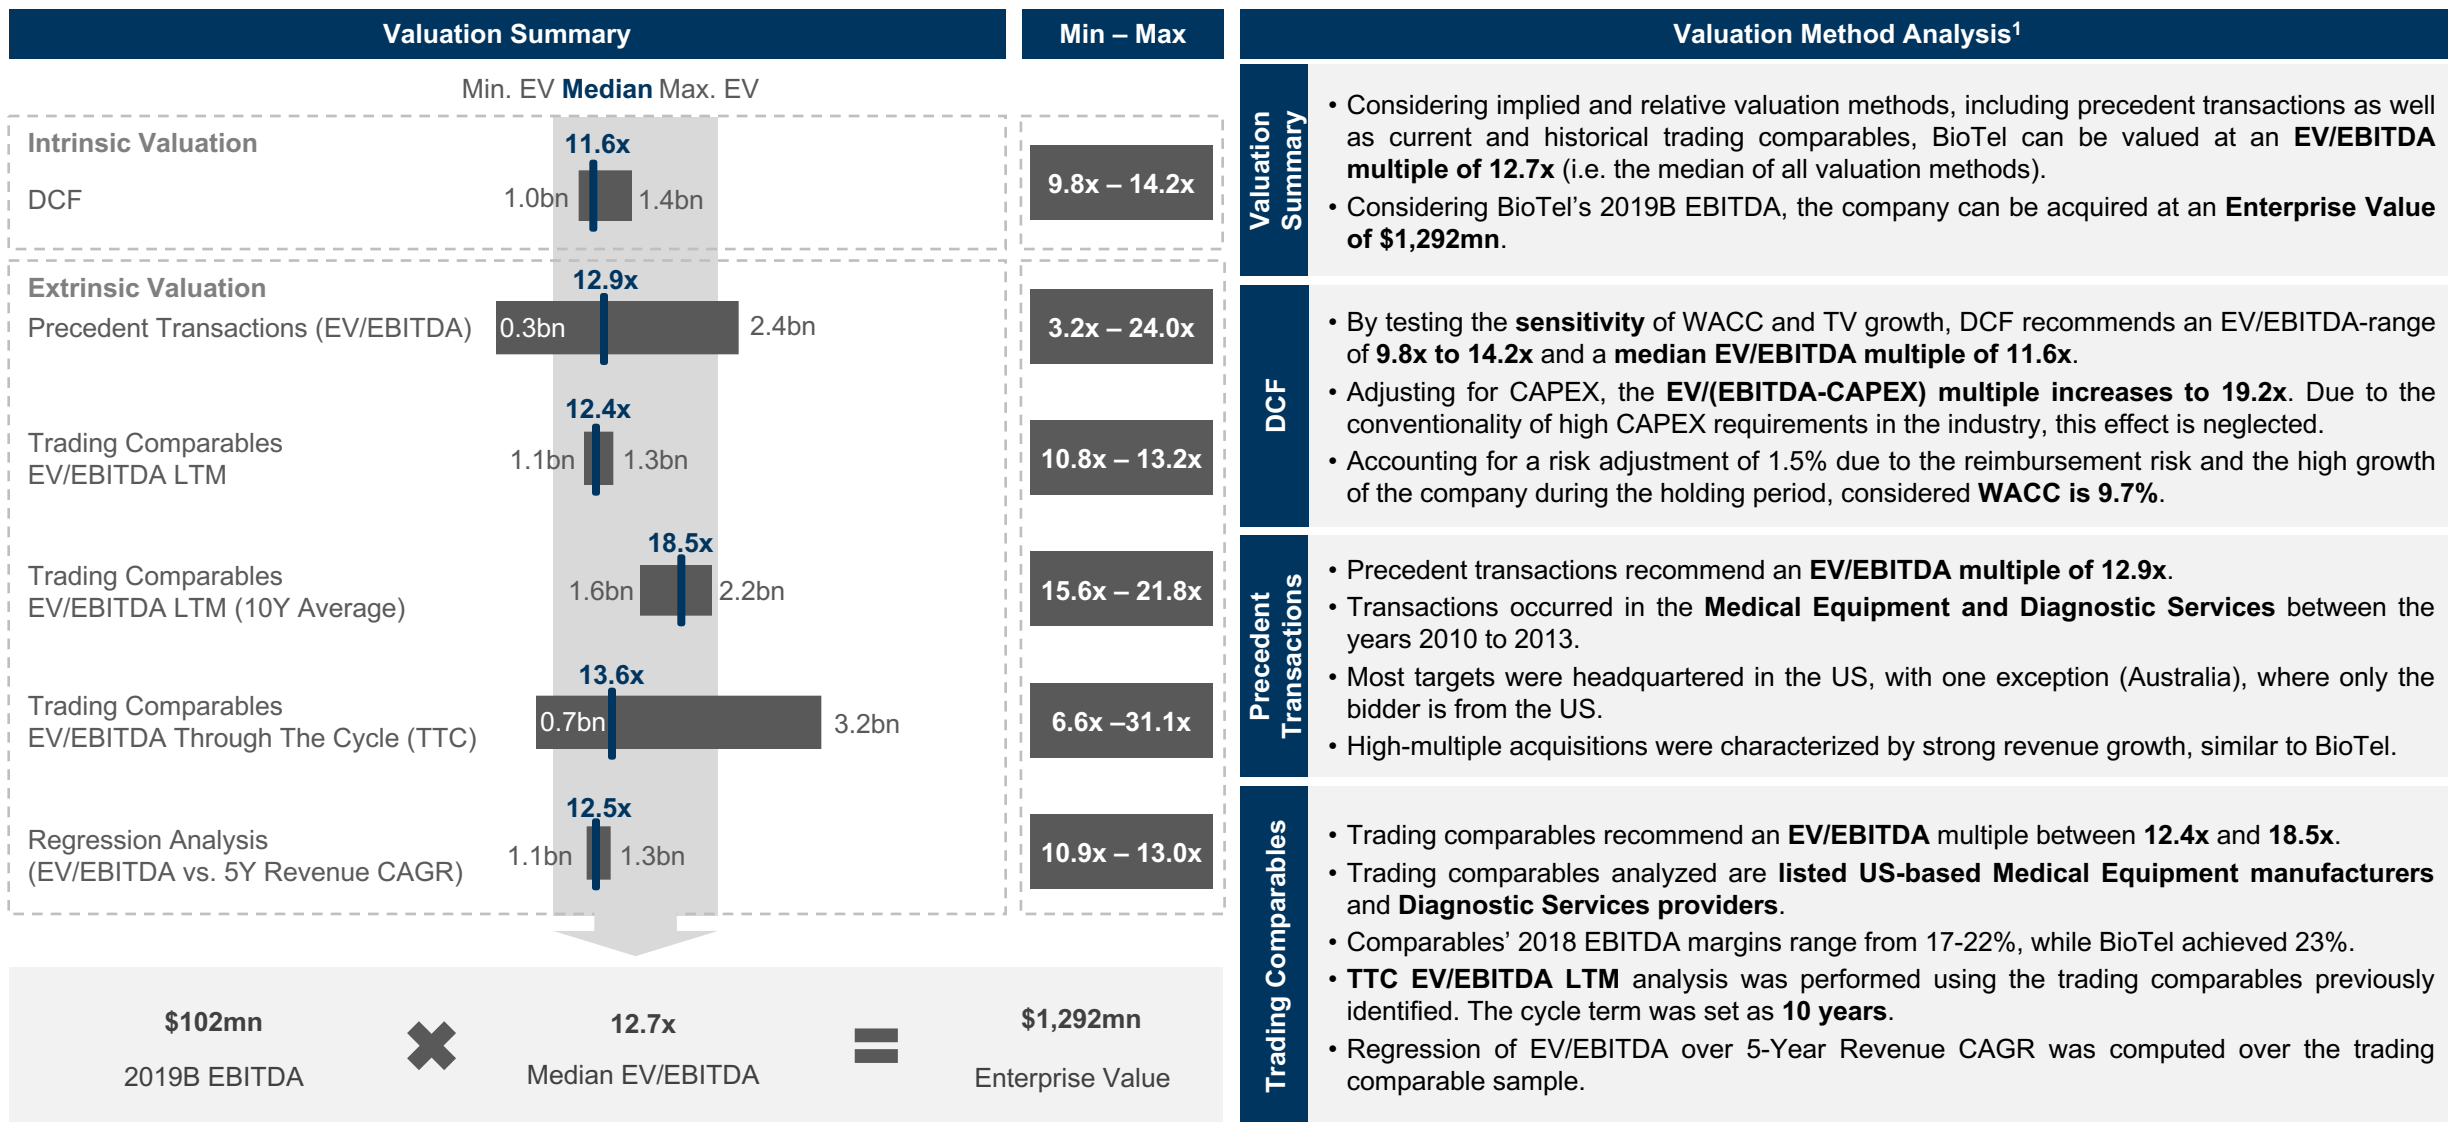 Valuation Summary
Min – Max
Min. EV Median Max. EV
Intrinsic Valuation
11.6x
DCF
1.0bn
1.4bn
9.8x – 14.2x
Extrinsic Valuation
12.9x
Precedent Transactions (EV/EBITDA)
0.3bn
2.4bn
3.2x – 24.0x
12.4x
Trading Comparables
EV/EBITDA LTM
1.1bn
1.3bn
10.8x – 13.2x
18.5x
Trading Comparables
EV/EBITDA LTM (10Y Average)
1.6bn
2.2bn
15.6x – 21.8x
13.6x
Trading Comparables
EV/EBITDA Through The Cycle (TTC)
0.7bn
3.2bn
6.6x –31.1x
12.5x
Regression Analysis
(EV/EBITDA vs. 5Y Revenue CAGR)
1.1bn
1.3bn
10.9x – 13.0x
$102mn
2019B EBITDA
12.7x
Median EV/EBITDA
$1,292mn
Enterprise Value
Valuation Method Analysis¹
Valuation
Summary
• Considering implied and relative valuation methods, including precedent transactions as well
as current and historical trading comparables, BioTel can be valued at an EV/EBITDA
multiple of 12.7x (i.e. the median of all valuation methods).
• Considering BioTel’s 2019B EBITDA, the company can be acquired at an Enterprise Value
of $1,292mn.
DCF
• By testing the sensitivity of WACC and TV growth, DCF recommends an EV/EBITDA-range
of 9.8x to 14.2x and a median EV/EBITDA multiple of 11.6x.
• Adjusting for CAPEX, the EV/(EBITDA-CAPEX) multiple increases to 19.2x. Due to the
conventionality of high CAPEX requirements in the industry, this effect is neglected.
• Accounting for a risk adjustment of 1.5% due to the reimbursement risk and the high growth
of the company during the holding period, considered WACC is 9.7%.
Precedent
Transactions
• Precedent transactions recommend an EV/EBITDA multiple of 12.9x.
• Transactions occurred in the Medical Equipment and Diagnostic Services between the
years 2010 to 2013.
• Most targets were headquartered in the US, with one exception (Australia), where only the
bidder is from the US.
• High-multiple acquisitions were characterized by strong revenue growth, similar to BioTel.
Trading Comparables
• Trading comparables recommend an EV/EBITDA multiple between 12.4x and 18.5x.
• Trading comparables analyzed are listed US-based Medical Equipment manufacturers
and Diagnostic Services providers.
• Comparables’ 2018 EBITDA margins range from 17-22%, while BioTel achieved 23%.
• TTC EV/EBITDA LTM analysis was performed using the trading comparables previously
identified. The cycle term was set as 10 years.
• Regression of EV/EBITDA over 5-Year Revenue CAGR was computed over the trading
comparable sample.